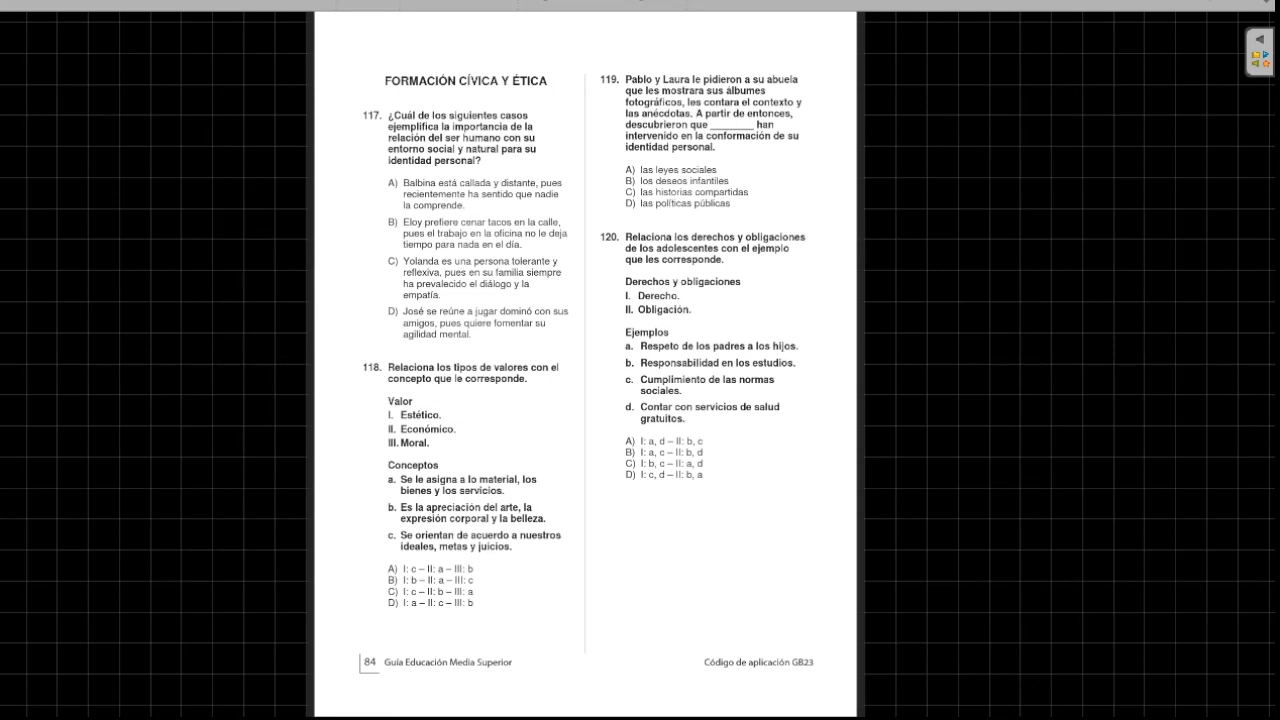 FORMACIÓN CÍVICA Y ÉTICA
117. ¿Cuál de los siguientes casos
ejemplifica la importancia de la
relación del ser humano con su
entorno social y natural para su
identidad personal?
A) Balbina está callada y distante, pues
recientemente ha sentido que nadie
la comprende.
B) Eloy prefiere cenar tacos en la calle,
pues el trabajo en la oficina no le deja
tiempo para nada en el día.
C) Yolanda es una persona tolerante y
reflexiva, pues en su familia siempre
ha prevalecido el diálogo y la
empatía.
D) José se reúne a jugar dominó con sus
amigos, pues quiere fomentar su
agilidad mental.
118. Relaciona los tipos de valores con el
concepto que le corresponde.
Valor
I. Estético.
II. Económico.
III. Moral.
Conceptos
a. Se le asigna a lo material, los
bienes y los servicios.
b. Es la apreciación del arte, la
expresión corporal y la belleza.
c. Se orientan de acuerdo a nuestros
ideales, metas y juicios.
A) I: c – II: a – III: b
B) I: b – II: a – III: c
C) I: c – II: b – III: a
D) I: a – II: c – III: b
119. Pablo y Laura le pidieron a su abuela
que les mostrara sus álbumes
fotográficos, les contara el contexto y
las anécdotas. A partir de entonces,
descubrieron que ________ han
intervenido en la conformación de su
identidad personal.
A) las leyes sociales
B) los deseos infantiles
C) las historias compartidas
D) las políticas públicas
120. Relaciona los derechos y obligaciones
de los adolescentes con el ejemplo
que les corresponde.
Derechos y obligaciones
I. Derecho.
II. Obligación.
Ejemplos
a. Respeto de los padres a los hijos.
b. Responsabilidad en los estudios.
c. Cumplimiento de las normas
sociales.
d. Contar con servicios de salud
gratuitos.
A) I: a, d – II: b, c
B) I: a, c – II: b, d
C) I: b, c – II: a, d
D) I: c, d – II: b, a
84 Guía Educación Media Superior
Código de aplicación GB23